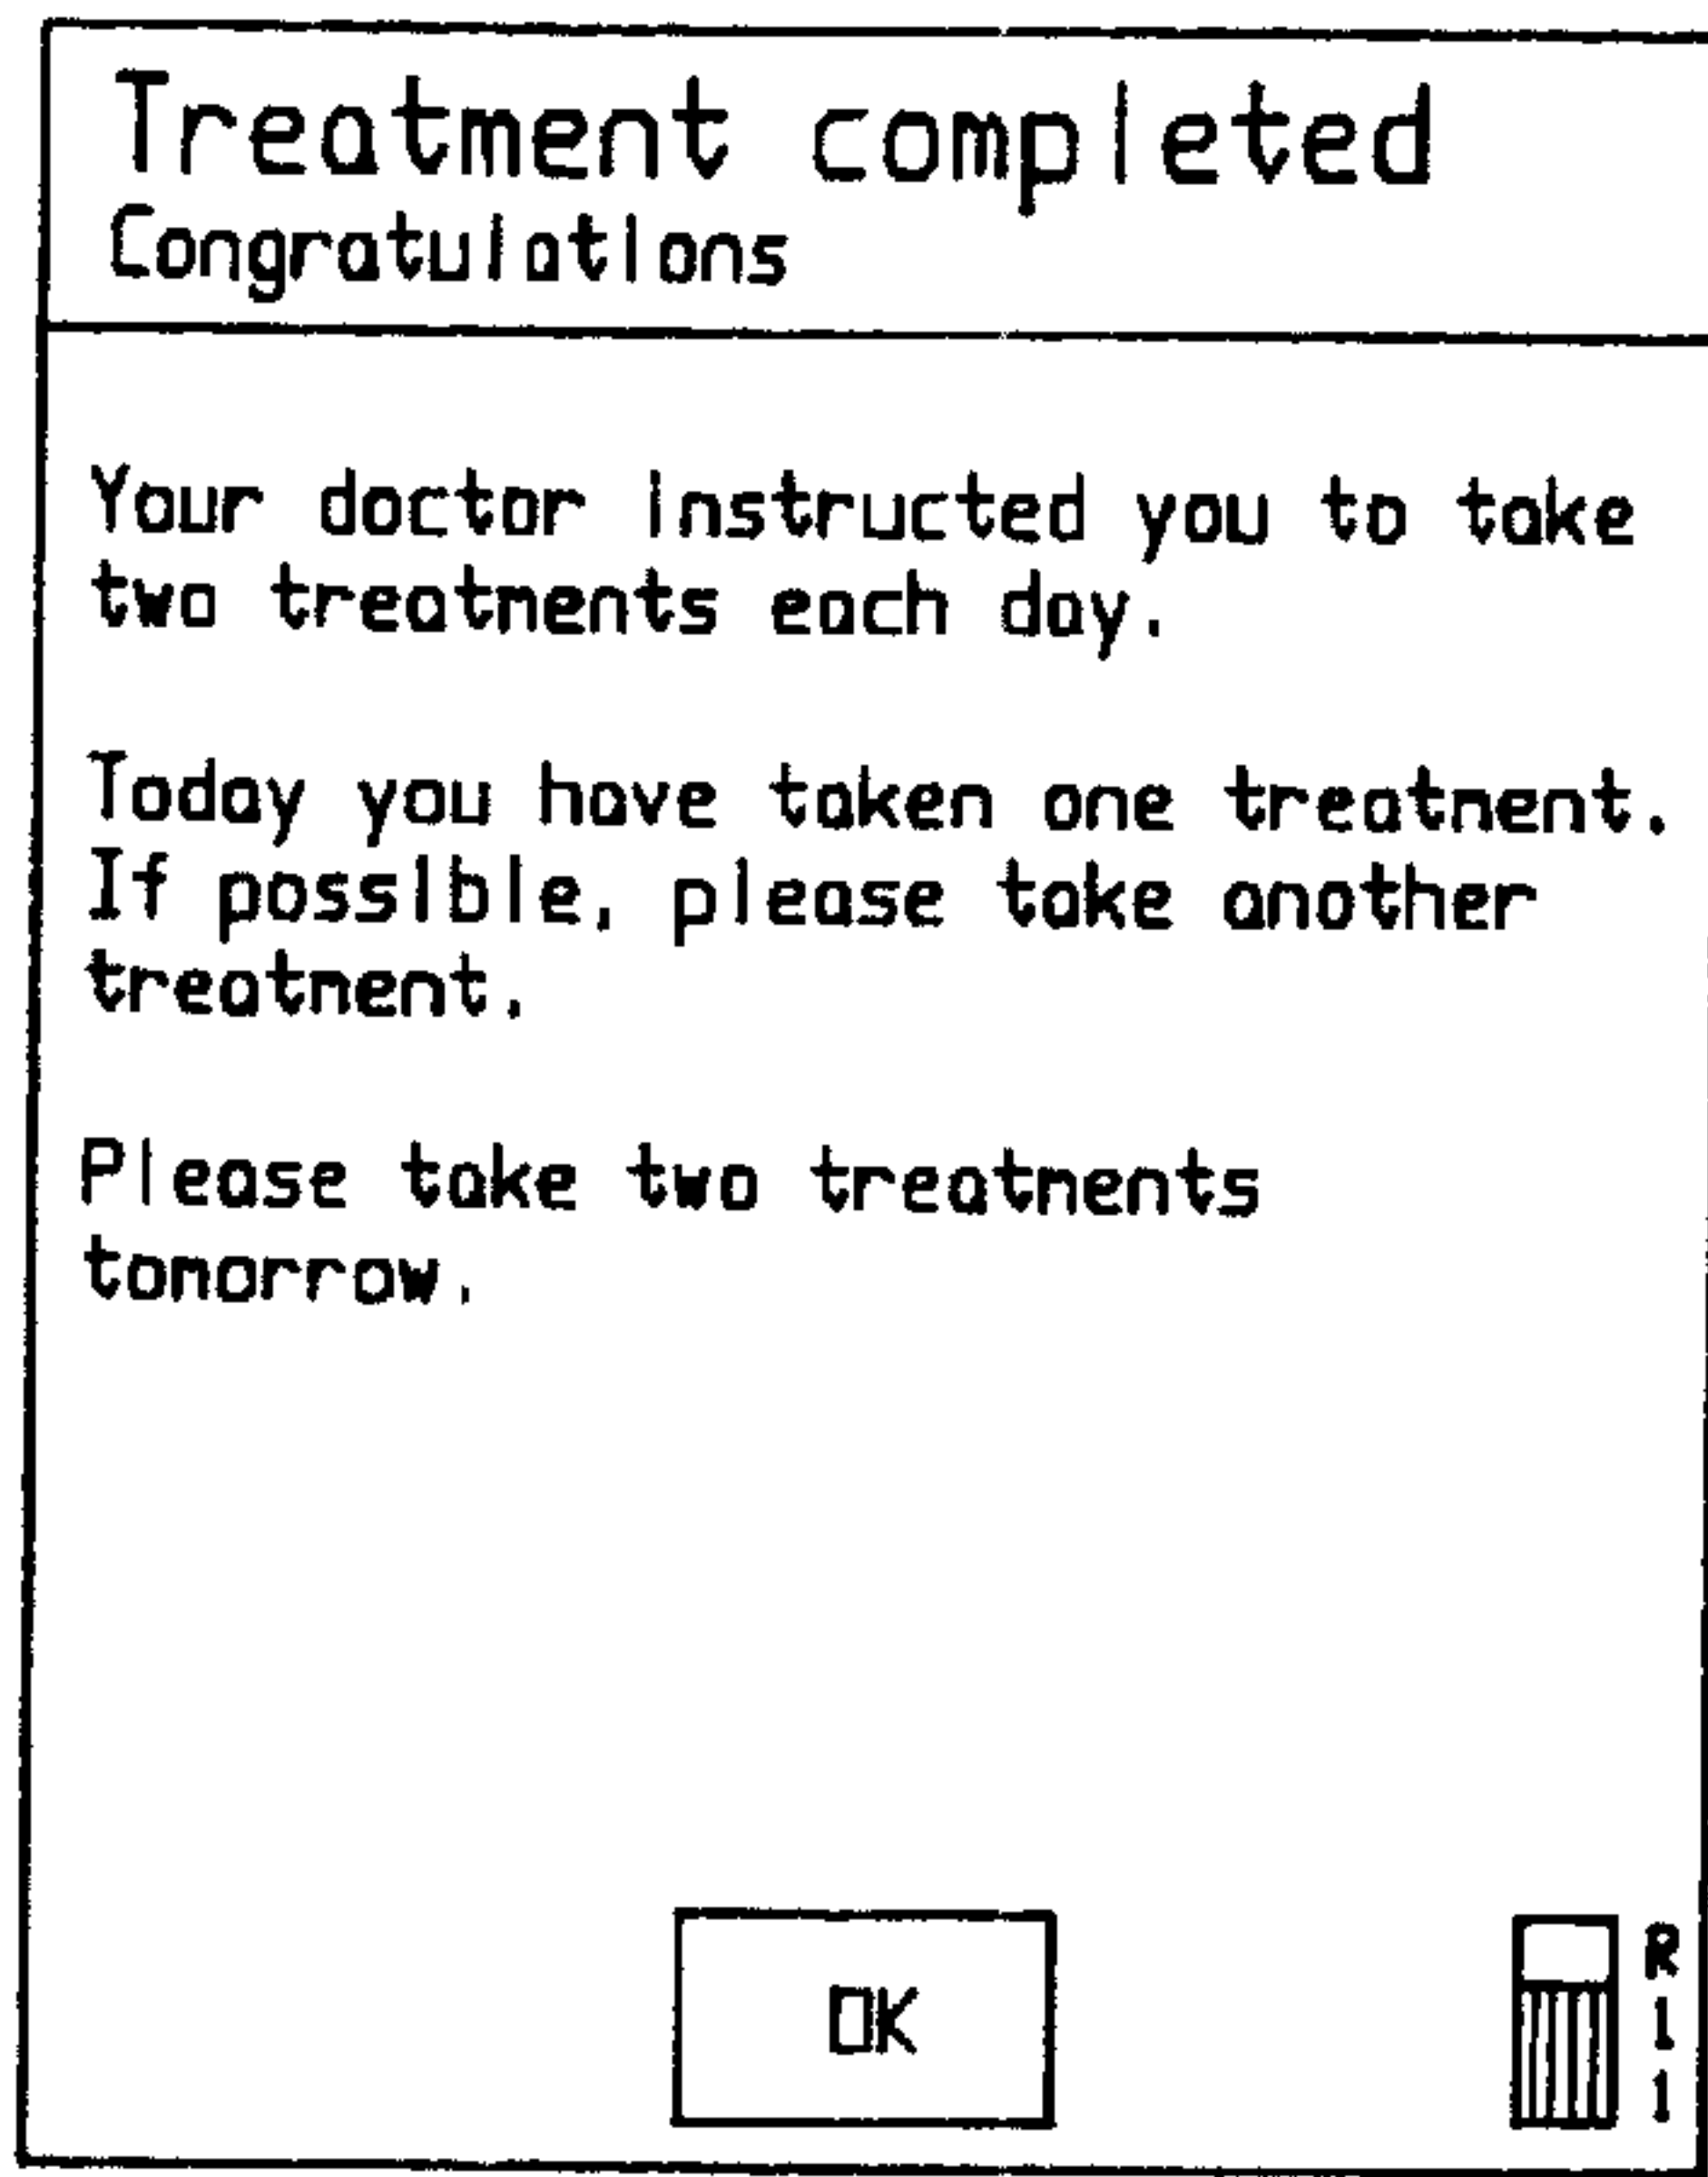 Treatment completed
Congratulations
Your doctor instructed you to take
two treatments each day.
Today you have taken one treatment.
If possible, please take another
treatment.
Please take two treatments
tomorrow.
OK
R
1
1